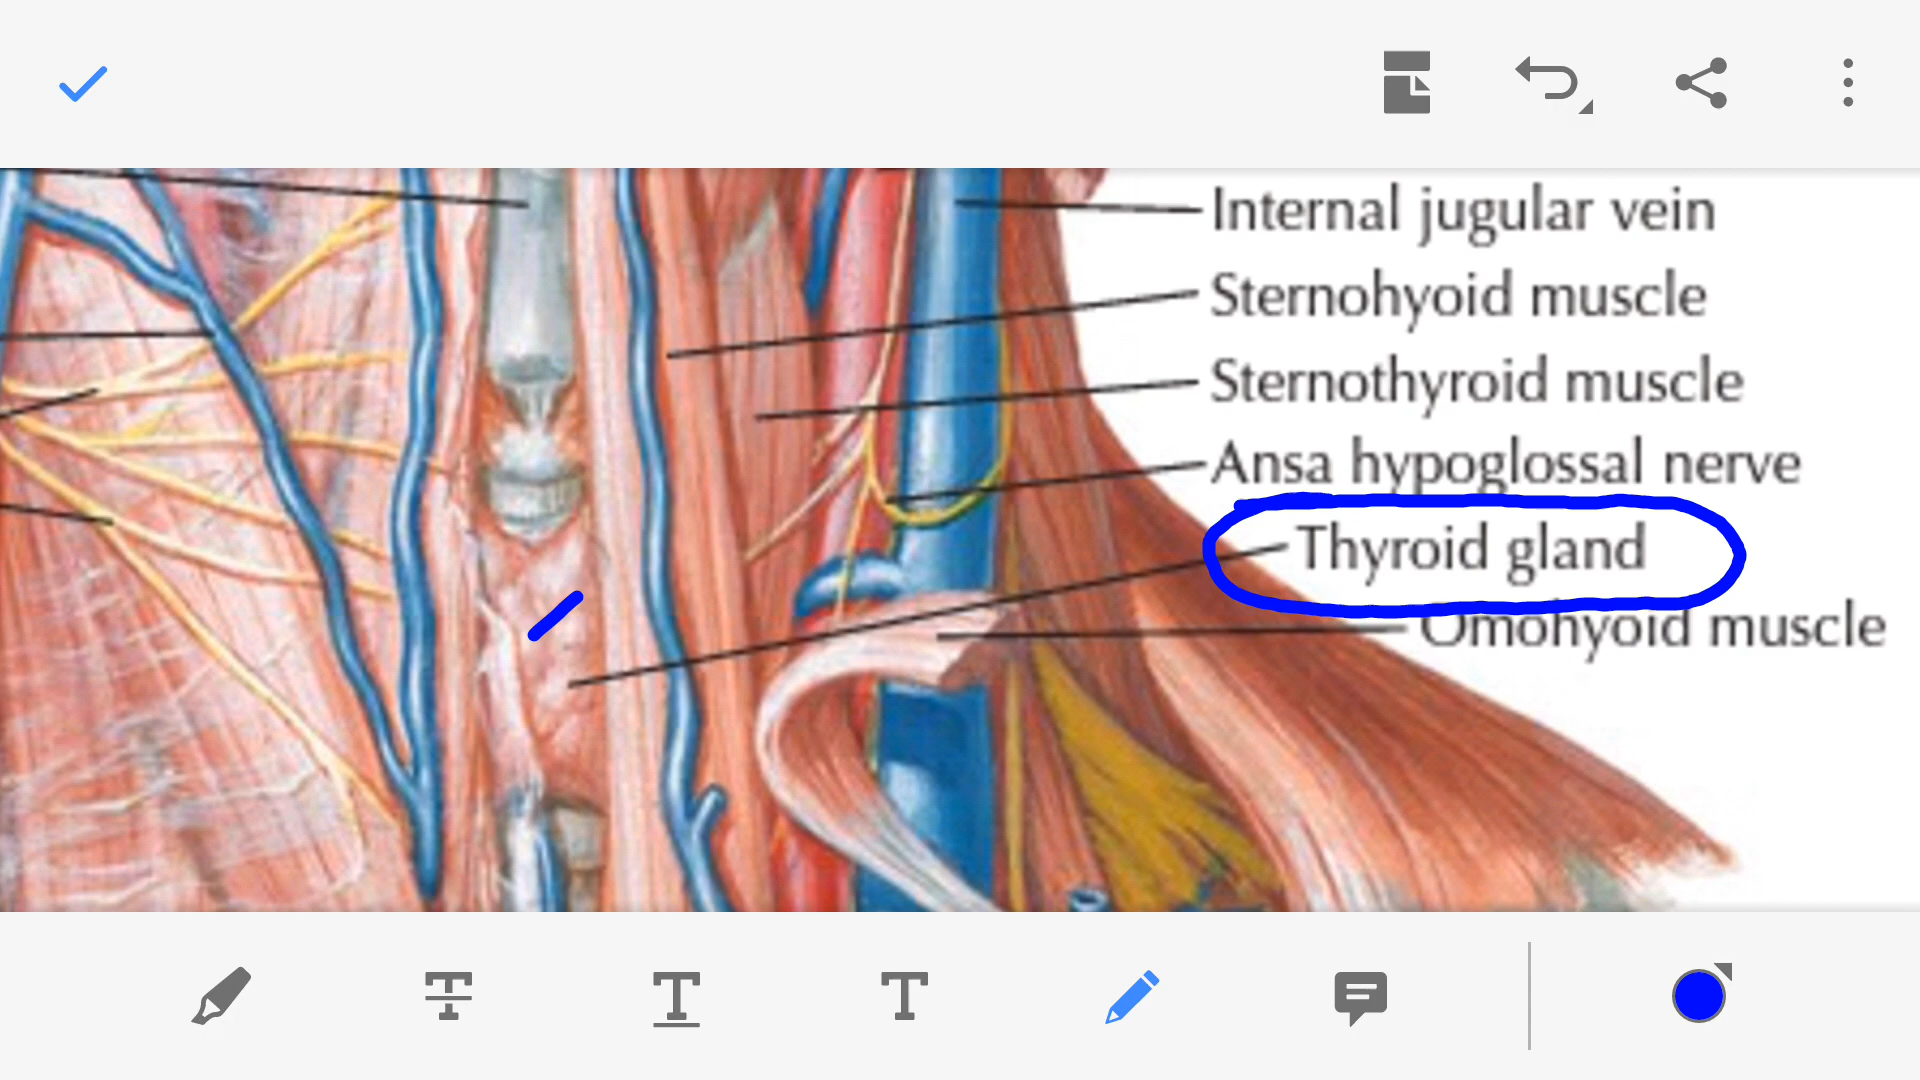 Internal jugular vein
Sternohyoid muscle
Sternothyroid muscle
Ansa hypoglossal nerve
Thyroid gland
Omohyoid muscle